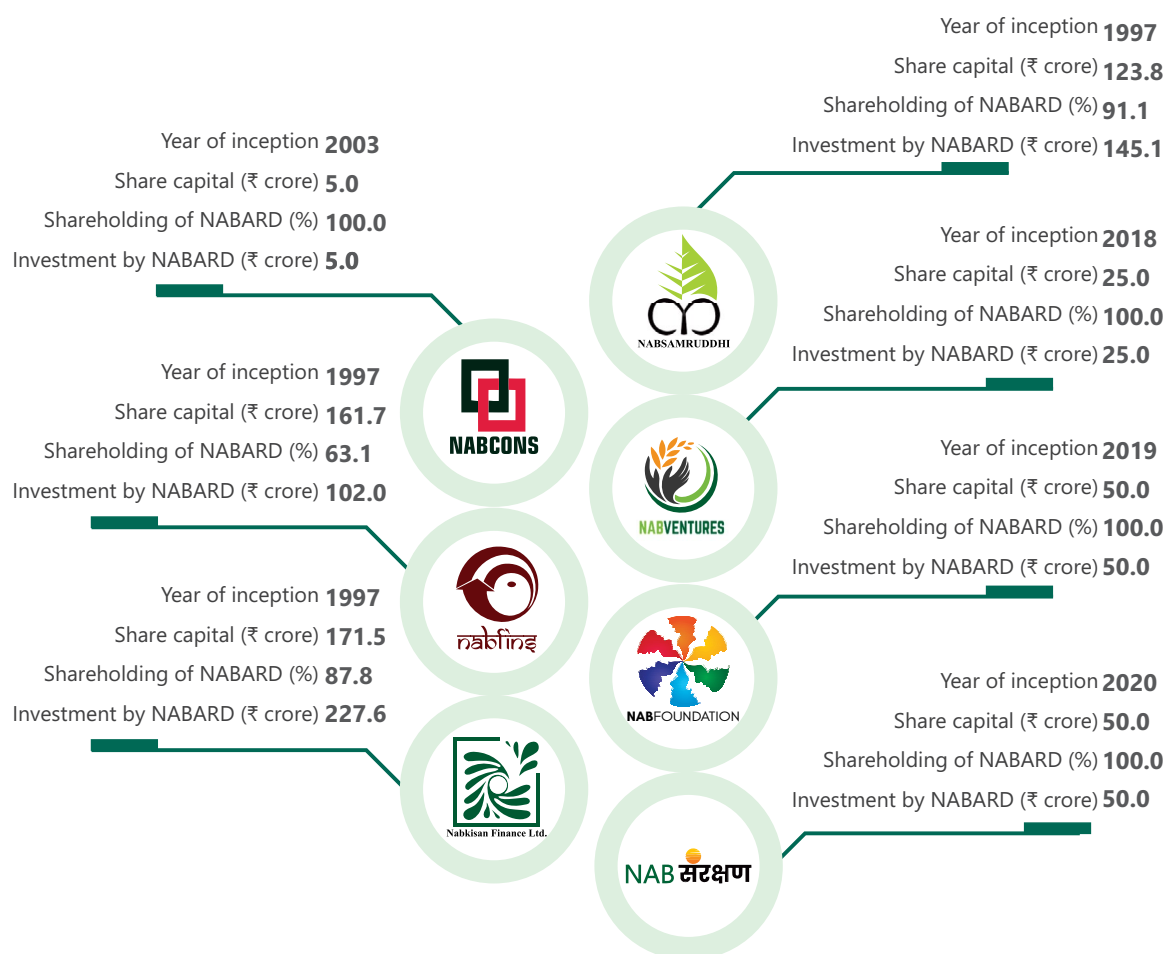 Year of inception 2003
Share capital (₹ crore) 5.0
Shareholding of NABARD (%) 100.0
Investment by NABARD (₹ crore) 5.0
NABCONS
Year of inception 1997
Share capital (₹ crore) 161.7
Shareholding of NABARD (%) 63.1
Investment by NABARD (₹ crore) 102.0
nabfins
Year of inception 1997
Share capital (₹ crore) 171.5
Shareholding of NABARD (%) 87.8
Investment by NABARD (₹ crore) 227.6
Nabkisan Finance Ltd.
Year of inception 1997
Share capital (₹ crore) 123.8
Shareholding of NABARD (%) 91.1
Investment by NABARD (₹ crore) 145.1
NABSAMRUDDHI
Year of inception 2018
Share capital (₹ crore) 25.0
Shareholding of NABARD (%) 100.0
Investment by NABARD (₹ crore) 25.0
NABVENTURES
Year of inception 2019
Share capital (₹ crore) 50.0
Shareholding of NABARD (%) 100.0
Investment by NABARD (₹ crore) 50.0
NABFOUNDATION
Year of inception 2020
Share capital (₹ crore) 50.0
Shareholding of NABARD (%) 100.0
Investment by NABARD (₹ crore) 50.0
NAB संरक्षण